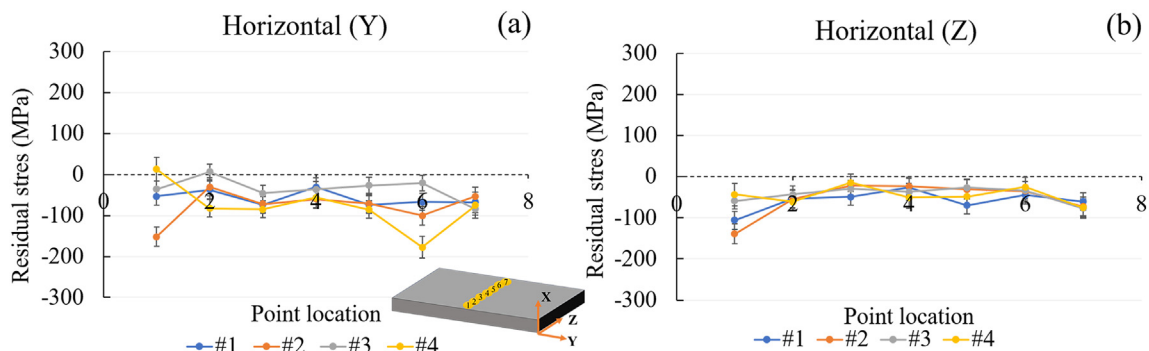 Horizontal (Y)
(a)
Residual stres (MPa)
300
200
100
0
-100
-200
-300
0
2
4
6
8
1 2 3 4 5 6 7
X
Z
Y
Point location
#1
#2
#3
#4
Horizontal (Z)
(b)
Residual stres (MPa)
300
200
100
0
-100
-200
-300
0
2
4
6
8
Point location
#1
#2
#3
#4